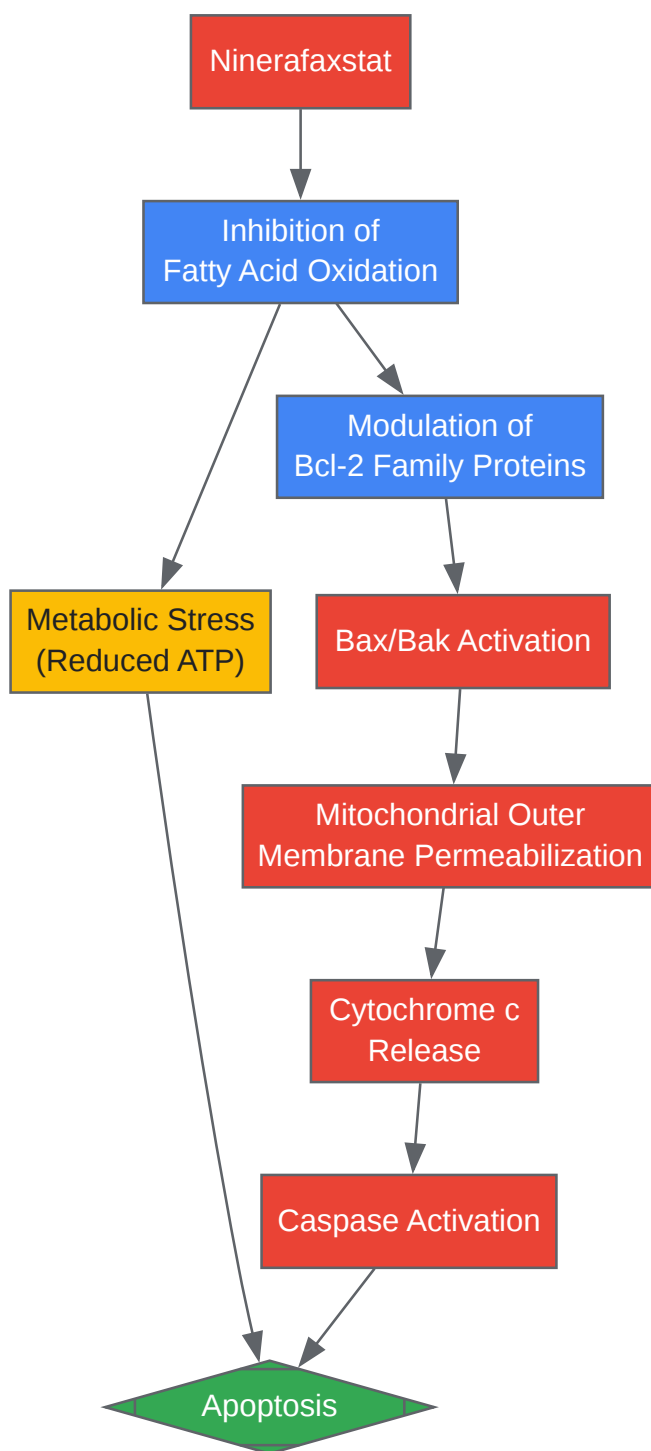 Ninerafaxstat
Inhibition of
Fatty Acid Oxidation
Modulation of
Bcl-2 Family Proteins
Metabolic Stress
(Reduced ATP)
Bax/Bak Activation
Mitochondrial Outer
Membrane Permeabilization
Cytochrome c
Release
Caspase Activation
Apoptosis